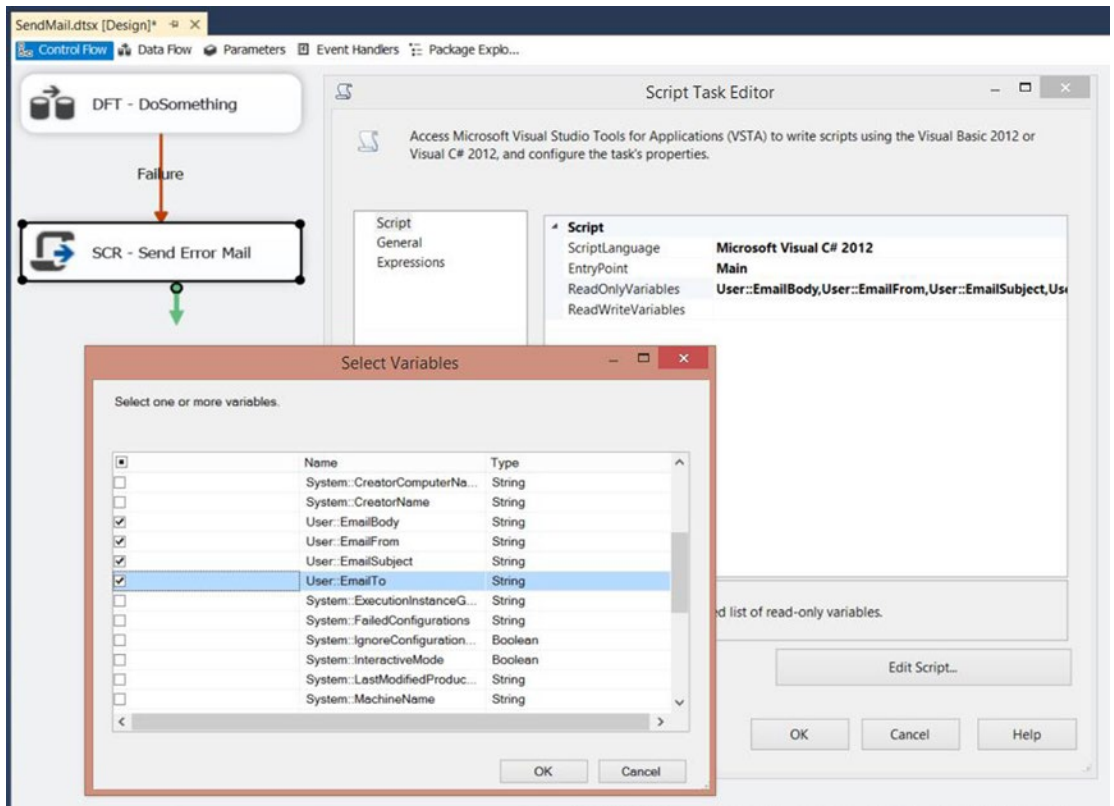 SendMail.dtsx [Design]*
Control Flow Data Flow Parameters Event Handlers Package Explo...
DFT - DoSomething
Failure
SCR - Send Error Mail
Script Task Editor
Access Microsoft Visual Studio Tools for Applications (VSTA) to write scripts using the Visual Basic 2012 or
Visual C# 2012, and configure the task's properties.
Script
General
Expressions
Script
ScriptLanguage Microsoft Visual C# 2012
EntryPoint Main
ReadOnlyVariables User::EmailBody,User::EmailFrom,User::EmailSubject,Use
ReadWriteVariables
Select Variables
Select one or more variables.
Name Type
System::CreatorComputerNa... String
System::CreatorName String
User::EmailBody String
User::EmailFrom String
User::EmailSubject String
User::EmailTo String
System::ExecutionInstanceG... String
System::FailedConfigurations String
System::IgnoreConfiguration... Boolean
System::InteractiveMode Boolean
System::LastModifiedProduc... String
System::MachineName String
OK Cancel
ed list of read-only variables.
Edit Script...
OK Cancel Help